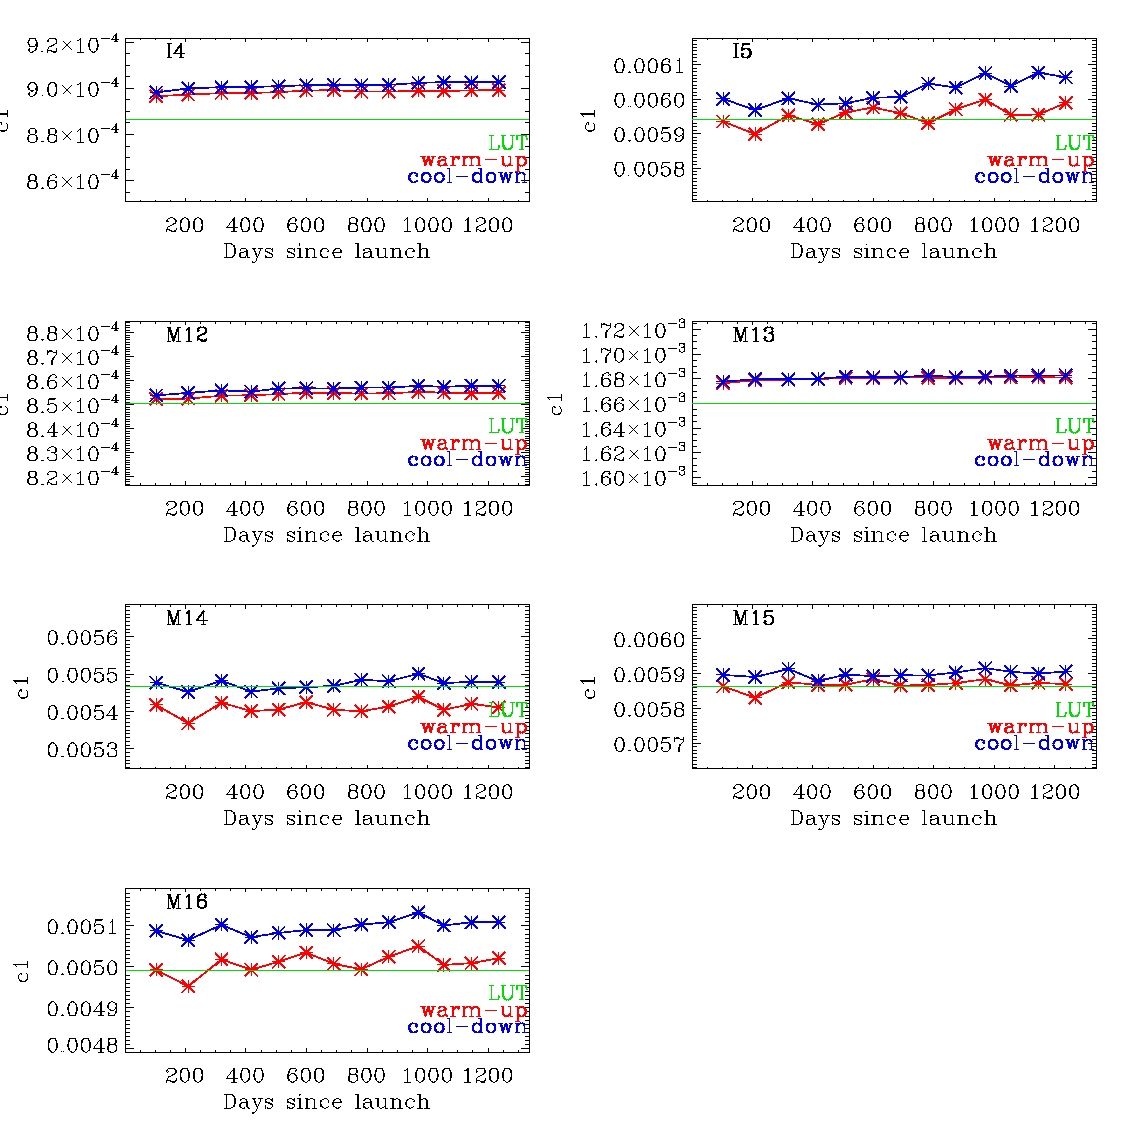 I4
9.2×10⁻⁴
9.0×10⁻⁴
8.8×10⁻⁴
8.6×10⁻⁴
c1
LUT
warm-up
cool-down
200 400 600 800 1000 1200
Days since launch
I5
0.0061
0.0060
0.0059
0.0058
c1
LUT
warm-up
cool-down
200 400 600 800 1000 1200
Days since launch
M12
8.8×10⁻⁴
8.7×10⁻⁴
8.6×10⁻⁴
8.5×10⁻⁴
8.4×10⁻⁴
8.3×10⁻⁴
8.2×10⁻⁴
c1
LUT
warm-up
cool-down
200 400 600 800 1000 1200
Days since launch
M13
1.72×10⁻³
1.70×10⁻³
1.68×10⁻³
1.66×10⁻³
1.64×10⁻³
1.62×10⁻³
1.60×10⁻³
c1
LUT
warm-up
cool-down
200 400 600 800 1000 1200
Days since launch
M14
0.0056
0.0055
0.0054
0.0053
c1
LUT
warm-up
cool-down
200 400 600 800 1000 1200
Days since launch
M15
0.0060
0.0059
0.0058
0.0057
c1
LUT
warm-up
cool-down
200 400 600 800 1000 1200
Days since launch
M16
0.0051
0.0050
0.0049
0.0048
c1
LUT
warm-up
cool-down
200 400 600 800 1000 1200
Days since launch